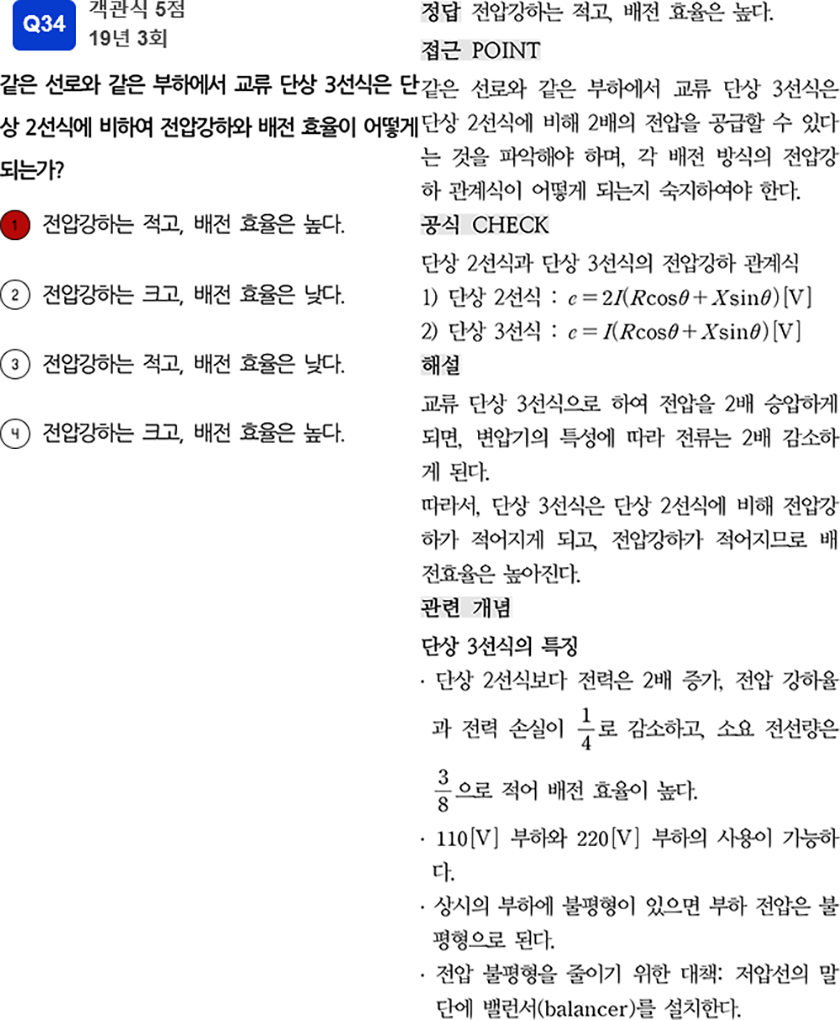 Q34
객관식 5점
19년 3회
같은 선로와 같은 부하에서 교류 단상 3선식은 단
상 2선식에 비하여 전압강하와 배전 효율이 어떻게
되는가?
1 전압강하는 적고, 배전 효율은 높다.
2 전압강하는 크고, 배전 효율은 낮다.
3 전압강하는 적고, 배전 효율은 낮다.
4 전압강하는 크고, 배전 효율은 높다.
정답 전압강하는 적고, 배전 효율은 높다.
접근 POINT
같은 선로와 같은 부하에서 교류 단상 3선식은
단상 2선식에 비해 2배의 전압을 공급할 수 있다
는 것을 파악해야 하며, 각 배전 방식의 전압강
하 관계식이 어떻게 되는지 숙지하여야 한다.
공식 CHECK
단상 2선식과 단상 3선식의 전압강하 관계식
1) 단상 2선식 : e = 2I(Rcosθ + Xsinθ)[V]
2) 단상 3선식 : e = I(Rcosθ + Xsinθ)[V]
해설
교류 단상 3선식으로 하여 전압을 2배 승압하게
되면, 변압기의 특성에 따라 전류는 2배 감소하
게 된다.
따라서, 단상 3선식은 단상 2선식에 비해 전압강
하가 적어지게 되고, 전압강하가 적어지므로 배
전효율은 높아진다.
관련 개념
단상 3선식의 특징
· 단상 2선식보다 전력은 2배 증가, 전압 강하율
과 전력 손실이 1/4로 감소하고, 소요 전선량은
3/8으로 적어 배전 효율이 높다.
· 110[V] 부하와 220[V] 부하의 사용이 가능하
다.
· 상시의 부하에 불평형이 있으면 부하 전압은 불
평형으로 된다.
· 전압 불평형을 줄이기 위한 대책: 저압선의 말
단에 밸런서(balancer)를 설치한다.